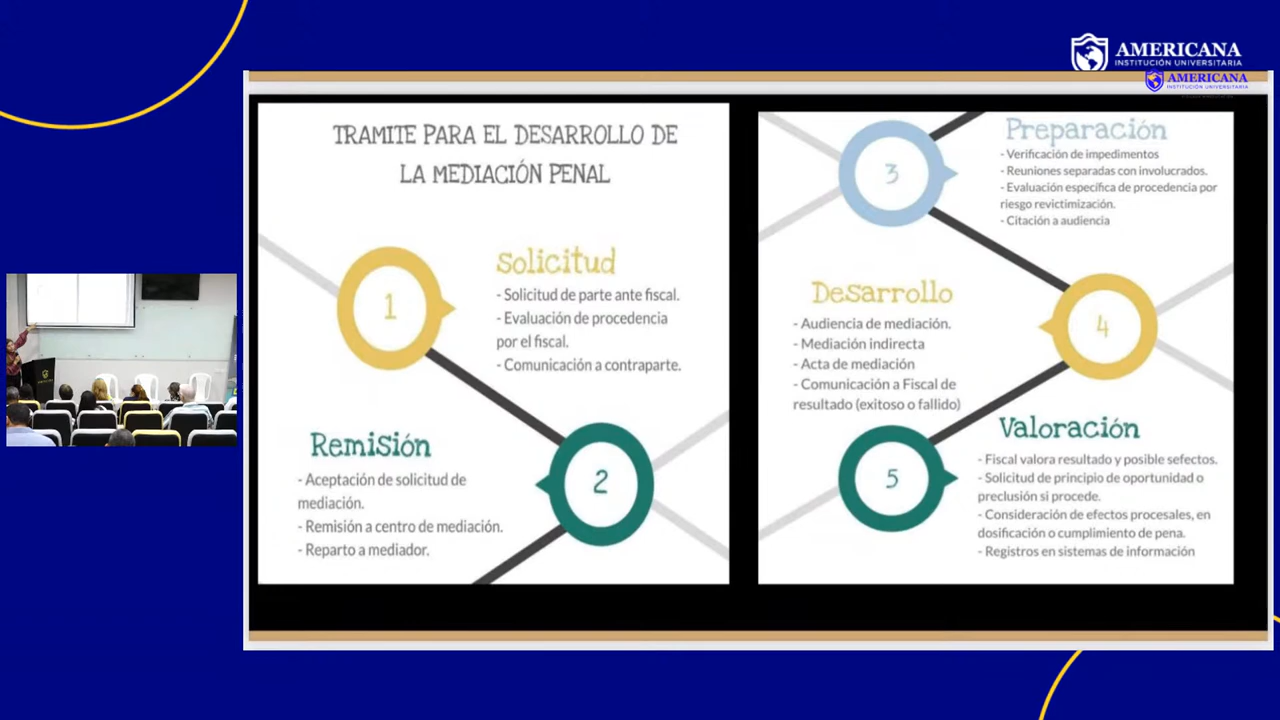 AMERICANA
INSTITUCIÓN UNIVERSITARIA
AMERICANA
INSTITUCIÓN UNIVERSITARIA
TRAMITE PARA EL DESARROLLO DE
LA MEDIACIÓN PENAL
1
solicitud
- Solicitud de parte ante fiscal.
- Evaluación de procedencia
por el fiscal.
- Comunicación a contraparte.
Remisión
- Aceptación de solicitud de
mediación.
- Remisión a centro de mediación.
- Reparto a mediador.
2
3
Preparación
- Verificación de impedimentos
- Reuniones separadas con involucrados.
- Evaluación específica de procedencia por
riesgo revictimización.
- Citación a audiencia
Desarrollo
- Audiencia de mediación.
- Mediación indirecta
- Acta de mediación
- Comunicación a Fiscal de
resultado (exitoso o fallido)
4
5
Valoración
- Fiscal valora resultado y posible sefectos.
- Solicitud de principio de oportunidad o
preclusión si procede.
- Consideración de efectos procesales, en
dosificación o cumplimiento de pena.
- Registros en sistemas de información